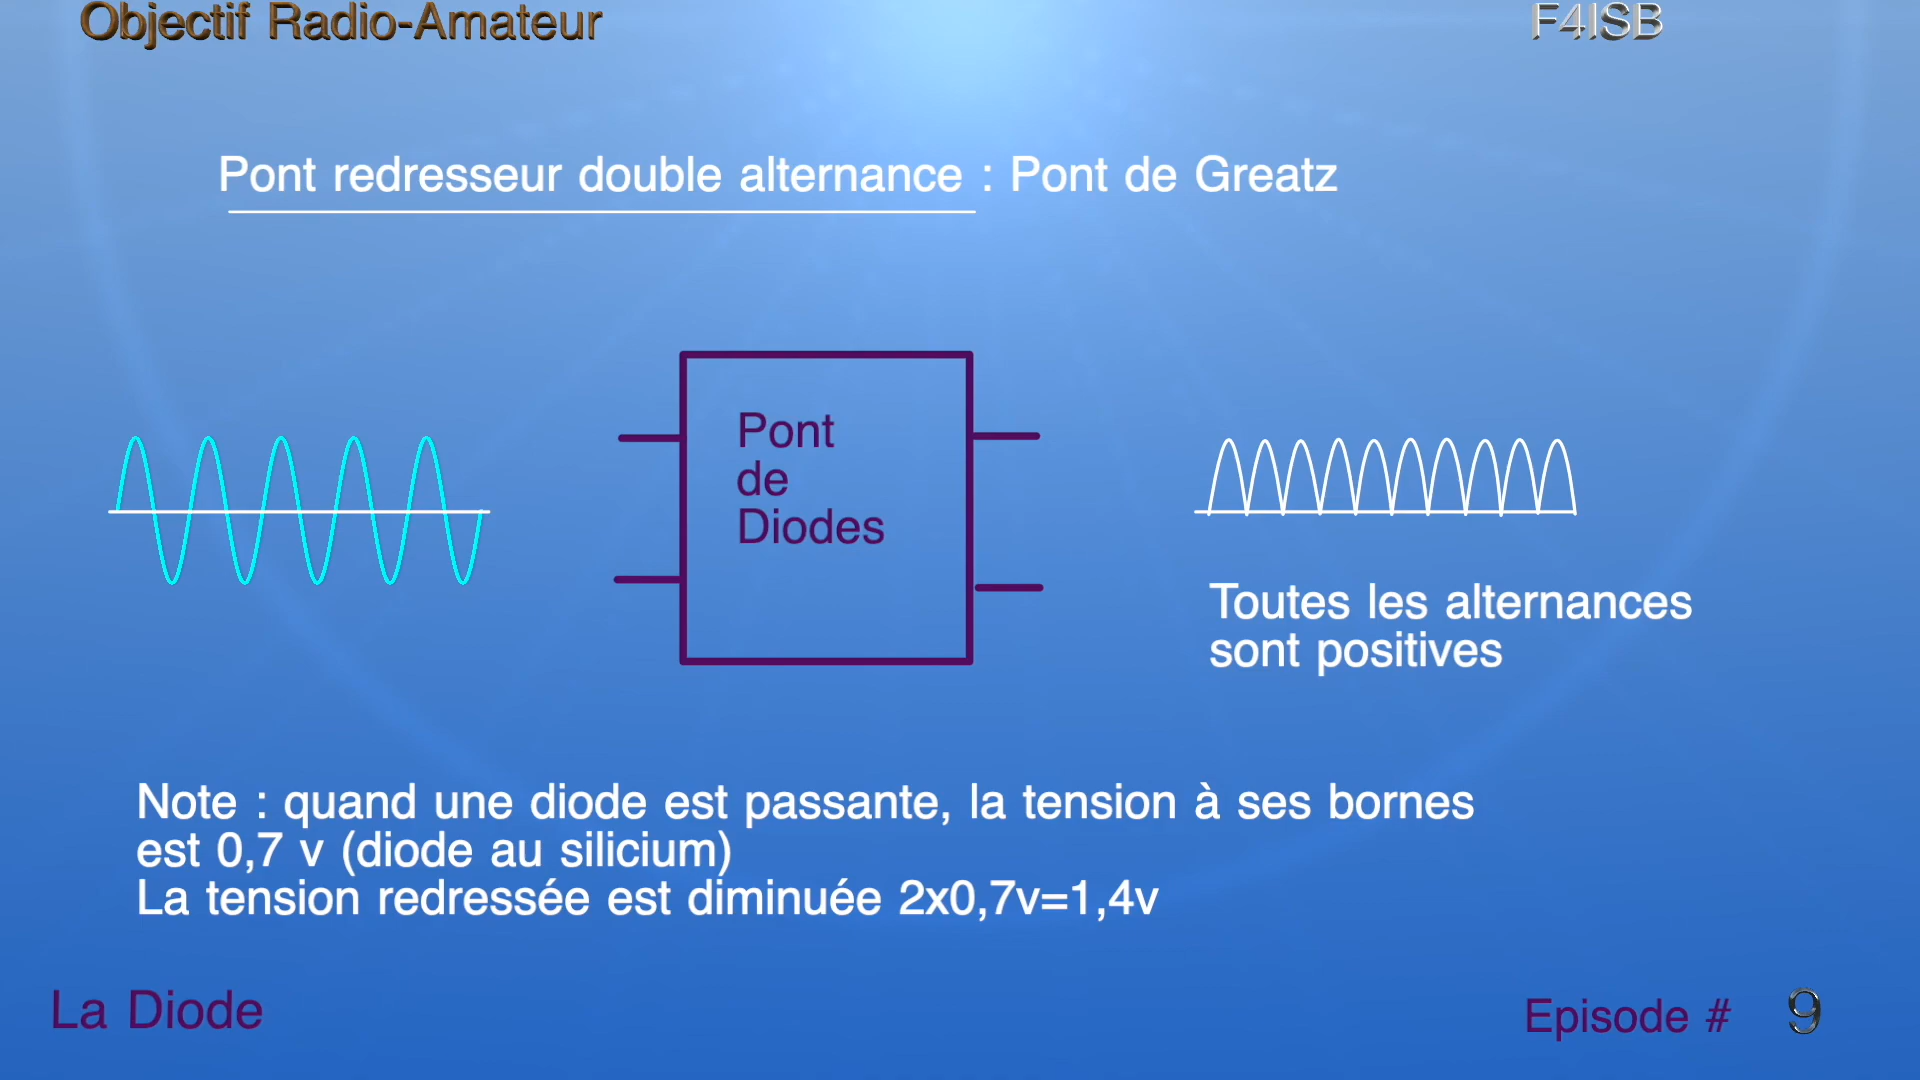 Objectif Radio-Amateur
F4ISB
Pont redresseur double alternance : Pont de Greatz
Pont
de
Diodes
Toutes les alternances
sont positives
Note : quand une diode est passante, la tension à ses bornes
est 0,7 v (diode au silicium)
La tension redressée est diminuée 2x0,7v=1,4v
La Diode
Episode # 9